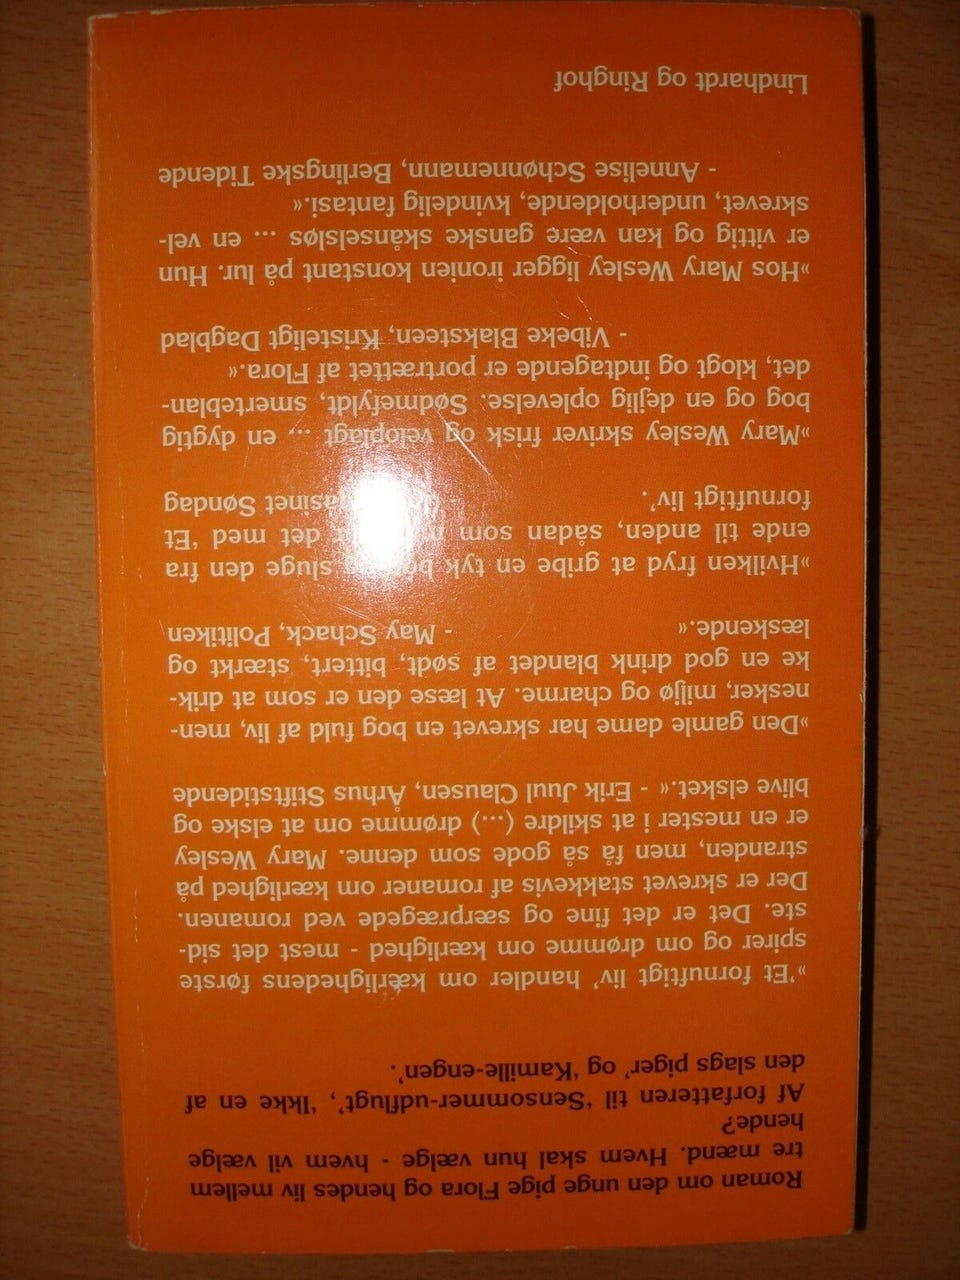 Roman om den unge pige Flora og hendes liv mellem
tre mænd. Hvem skal hun vælge - hvem vil vælge
hende?
Af forfatteren til 'Sensommer-udflugt', 'Ikke en af
den slags piger' og 'Kamille-engen'.
»'Et fornuftigt liv' handler om kærlighedens første
spirer og om drømme om kærlighed - mest det sid-
ste. Det er det fine og særprægede ved romanen.
Der er skrevet stakkevis af romaner om kærlighed på
stranden, men få så gode som denne. Mary Wesley
er en mester i at skildre (...) drømme om at elske og
blive elsket.« - Erik Juul Clausen, Århus Stiftstidende
»Den gamle dame har skrevet en bog fuld af liv, men-
nesker, miljø og charme. At læse den er som at drik-
ke en god drink blandet af sødt, bittert, stærkt og
læskende.« - May Schack, Politiken
»Hvilken fryd at gribe en tyk sluge den fra
ende til anden, sådan som det med 'Et
fornuftigt liv'. Søndag
»Mary Wesley skriver frisk og veloplagt ... en dygtig
bog og en dejlig oplevelse. Sødmefyldt, smerteblan-
det, klogt og indtagende er portrættet af Flora.«
- Vibeke Blaksteen, Kristeligt Dagblad
»Hos Mary Wesley ligger ironien konstant på lur. Hun
er vittig og kan være ganske skånselsløs ... en vel-
skrevet, underholdende, kvindelig fantasi.«
- Annelise Schønnemann, Berlingske Tidende
Lindhardt og Ringhof